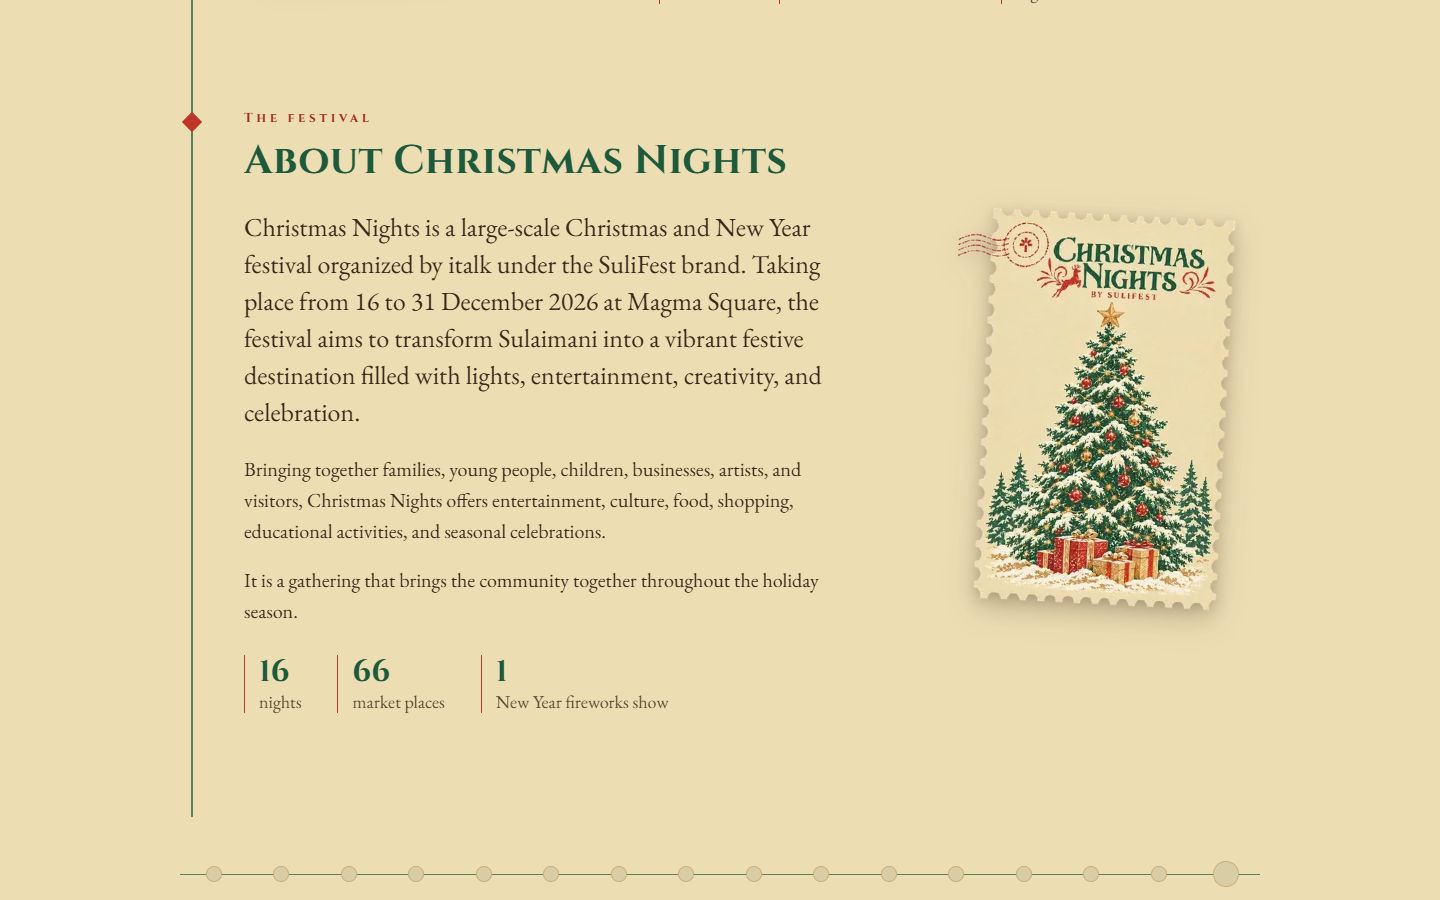 The festival
About Christmas Nights
Christmas Nights is a large-scale Christmas and New Year
festival organized by italk under the SuliFest brand. Taking
place from 16 to 31 December 2026 at Magma Square, the
festival aims to transform Sulaimani into a vibrant festive
destination filled with lights, entertainment, creativity, and
celebration.
Bringing together families, young people, children, businesses, artists, and
visitors, Christmas Nights offers entertainment, culture, food, shopping,
educational activities, and seasonal celebrations.
It is a gathering that brings the community together throughout the holiday
season.
16
nights
66
market places
1
New Year fireworks show
Christmas
Nights
BY SULIFEST